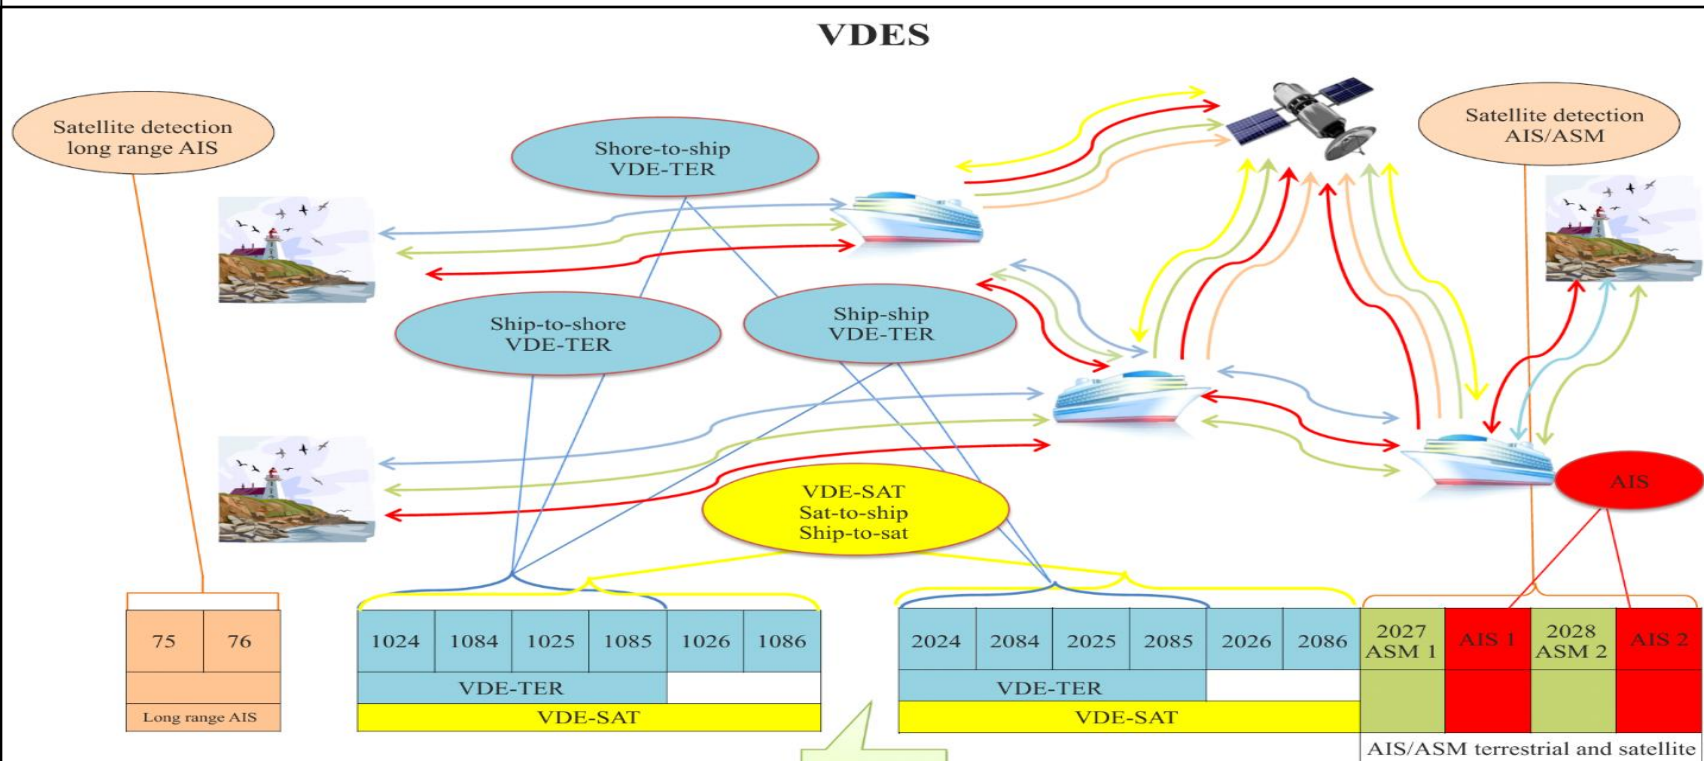 VDES
Satellite detection
long range AIS
Shore-to-ship
VDE-TER
Satellite detection
AIS/ASM
Ship-to-shore
VDE-TER
Ship-ship
VDE-TER
VDE-SAT
Sat-to-ship
Ship-to-sat
AIS
75 76
1024 1084 1025 1085 1026 1086
2024 2084 2025 2085 2026 2086
2027
ASM 1
AIS 1
2028
ASM 2
AIS 2
VDE-TER
VDE-TER
Long range AIS
VDE-SAT
VDE-SAT
AIS/ASM terrestrial and satellite